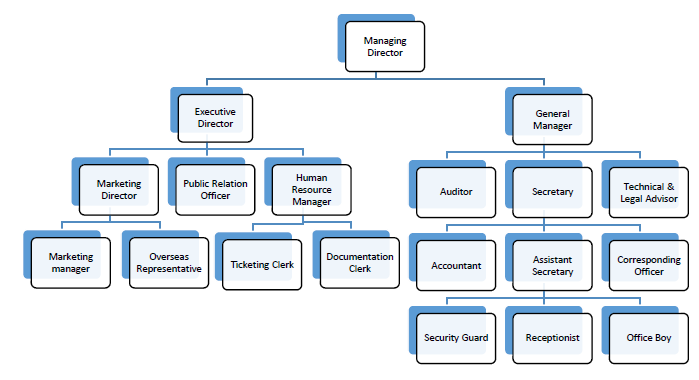 Managing
Director
Executive
Director
General
Manager
Marketing
Director
Public Relation
Officer
Human
Resource
Manager
Auditor
Secretary
Technical &
Legal Advisor
Marketing
manager
Overseas
Representative
Ticketing Clerk
Documentation
Clerk
Accountant
Assistant
Secretary
Corresponding
Officer
Security Guard
Receptionist
Office Boy